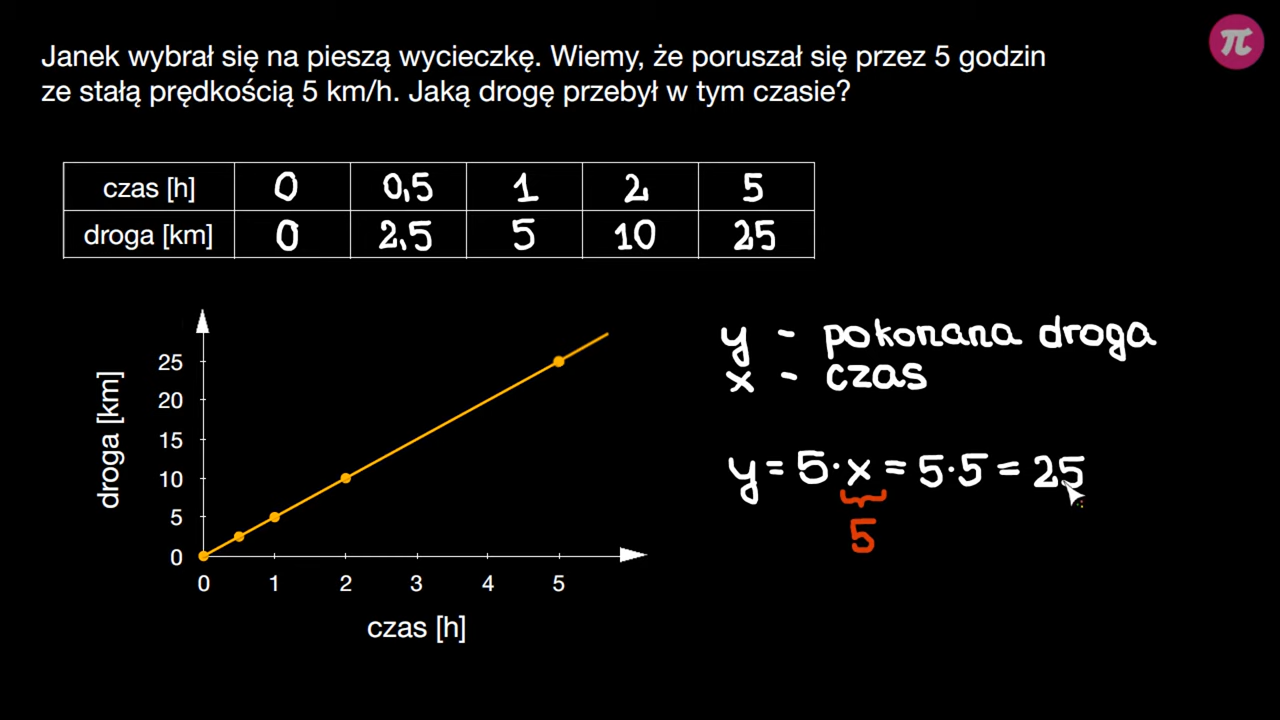 Janek wybrał się na pieszą wycieczkę. Wiemy, że poruszał się przez 5 godzin
ze stałą prędkością 5 km/h. Jaką drogę przebył w tym czasie?
π
czas [h] 0 0,5 1 2 5
droga [km] 0 2,5 5 10 25
droga [km]
25
20
15
10
5
0
0 1 2 3 4 5
czas [h]
y - pokonana droga
x - czas
y = 5 · x = 5 · 5 = 25
5